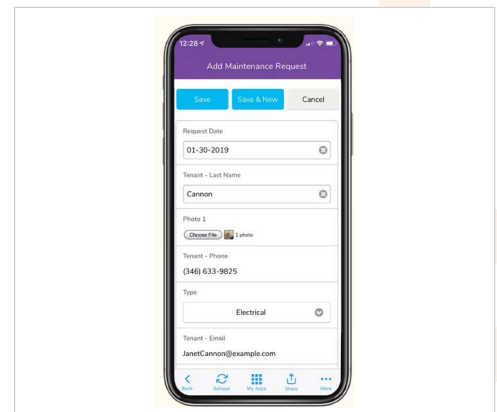 12:28
Add Maintenance Request
Save Save & New Cancel
Request Date
01-30-2019
Tenant - Last Name
Cannon
Photo 1
Choose File 1 photo
Tenant - Phone
(346) 633-9825
Type
Electrical
Tenant - Email
JanetCannon@example.com
Back Refresh My Apps Share More